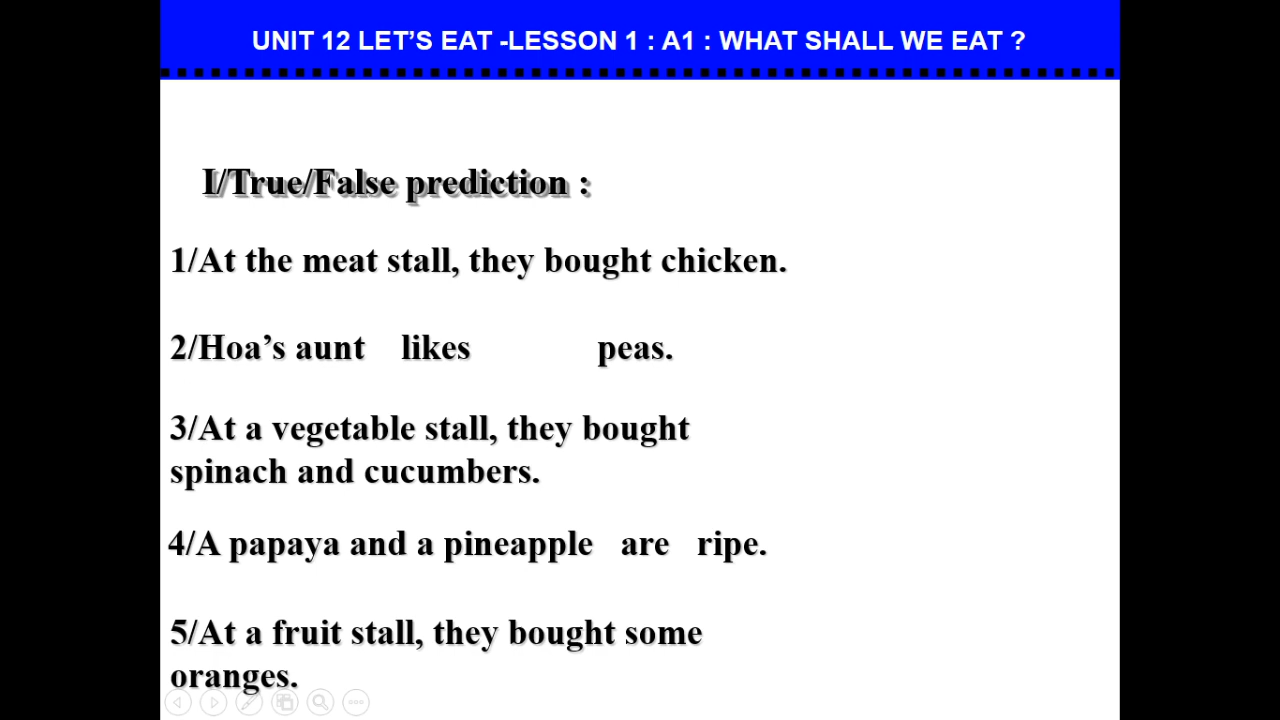 UNIT 12 LET’S EAT -LESSON 1 : A1 : WHAT SHALL WE EAT ?
I/True/False prediction :
1/At the meat stall, they bought chicken.
2/Hoa’s aunt likes peas.
3/At a vegetable stall, they bought
spinach and cucumbers.
4/A papaya and a pineapple are ripe.
5/At a fruit stall, they bought some
oranges.